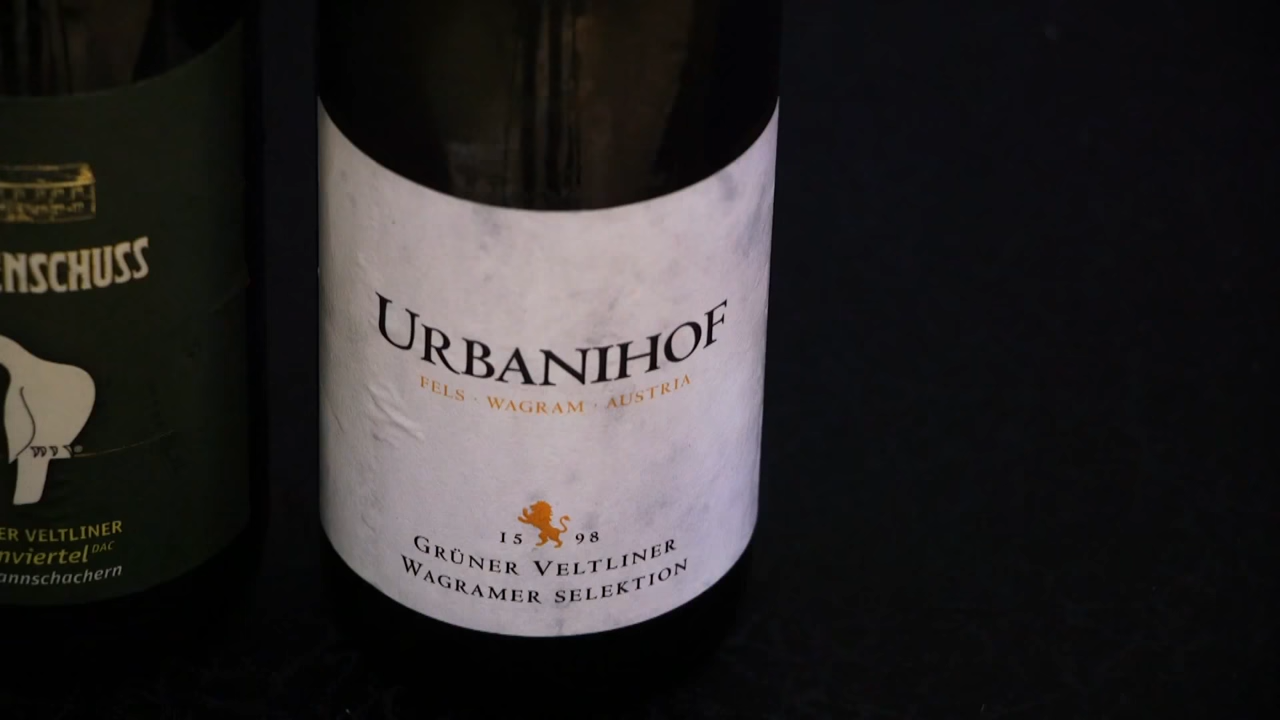 ENSCHUSS
ER VELTLINER
nviertel DAC
annschachern
URBANIHOF
FELS · WAGRAM · AUSTRIA
15 98
GRÜNER VELTLINER
WAGRAMER SELEKTION